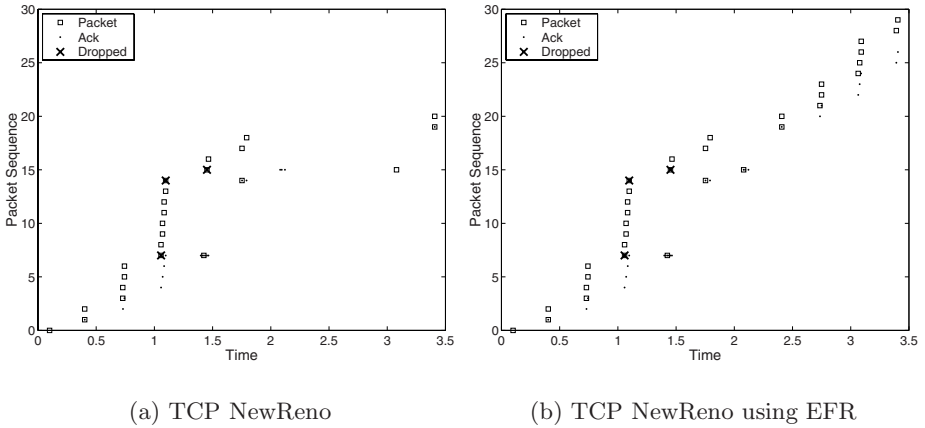 30
25
20
15
10
5
0
Packet Sequence
Packet
Ack
Dropped
0 0.5 1 1.5 2 2.5 3 3.5
Time
(a) TCP NewReno
30
25
20
15
10
5
0
Packet Sequence
Packet
Ack
Dropped
0 0.5 1 1.5 2 2.5 3 3.5
Time
(b) TCP NewReno using EFR